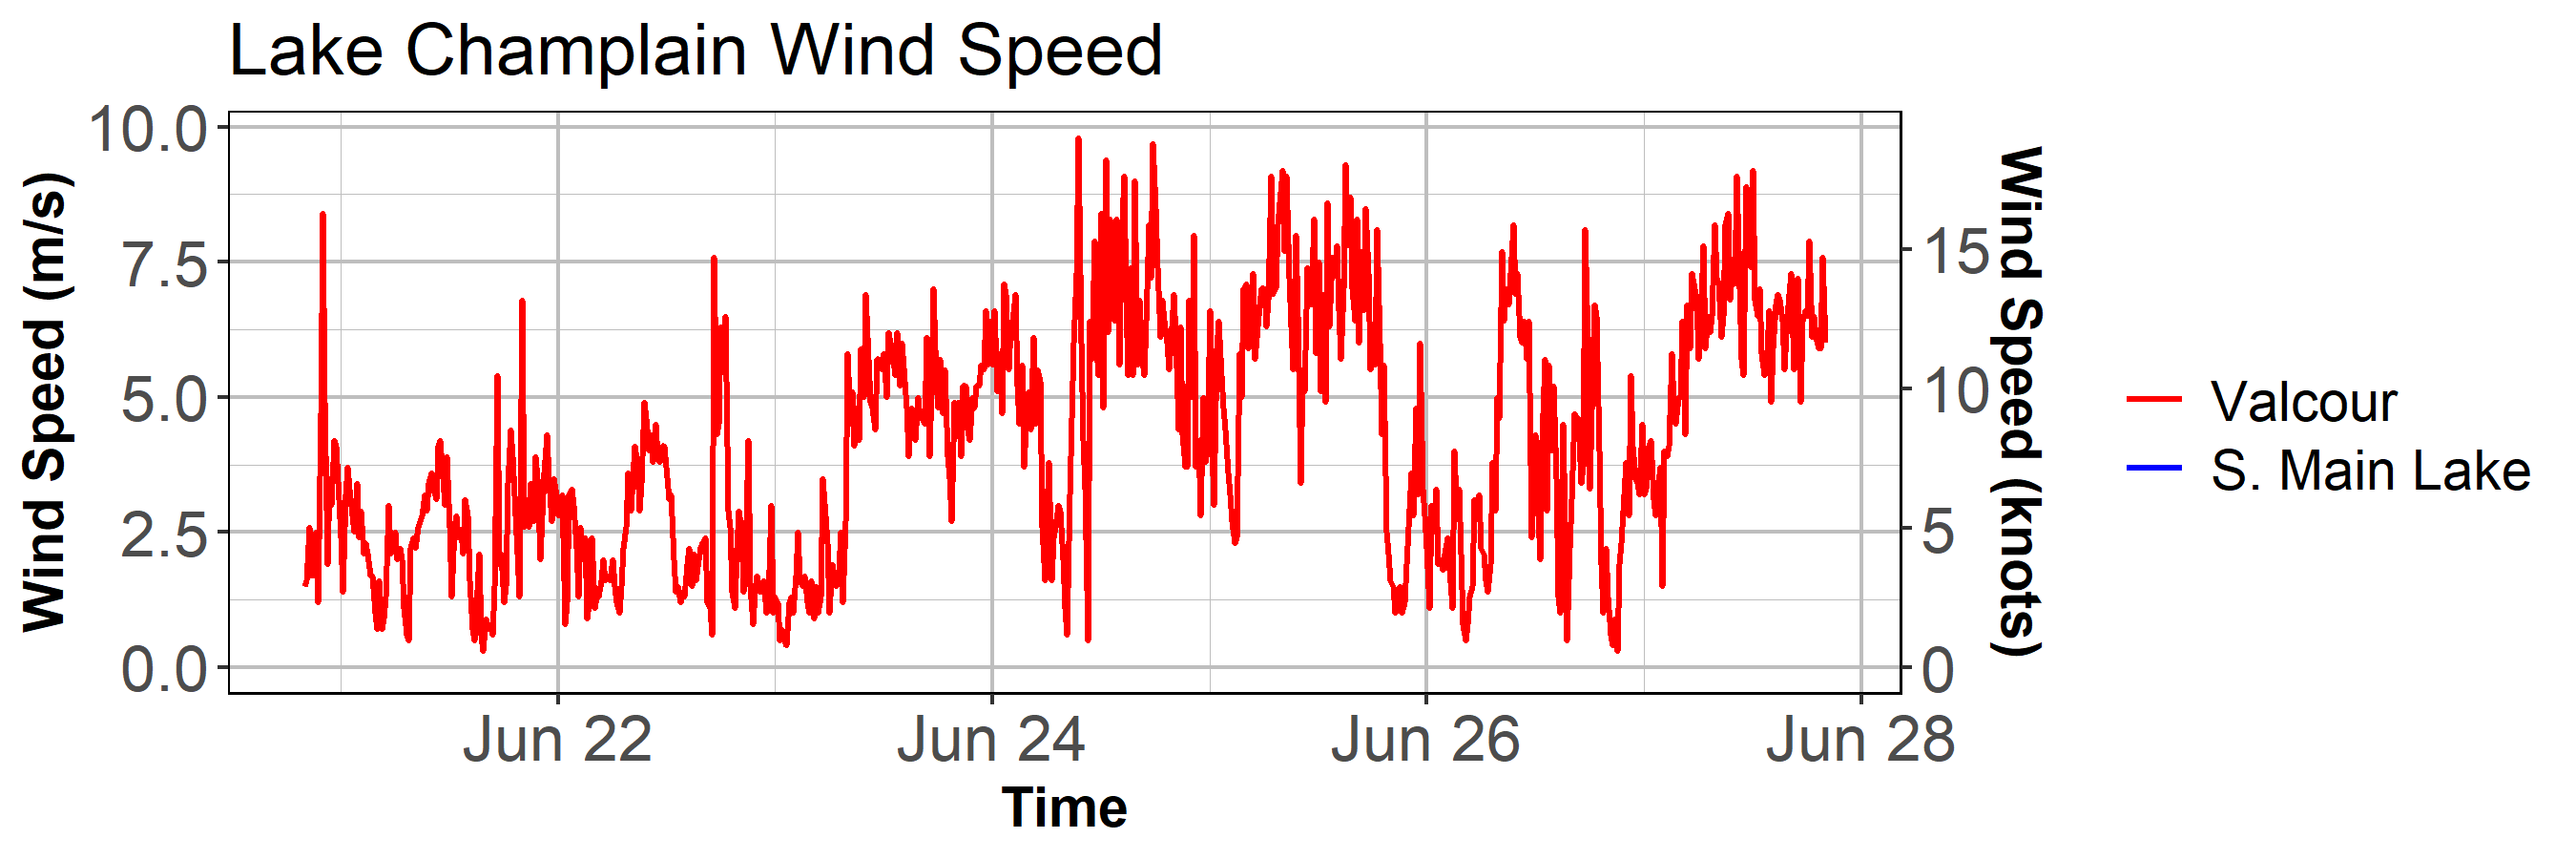 Lake Champlain Wind Speed
Wind Speed (m/s)
10.0
7.5
5.0
2.5
0.0
15
10
5
0
Wind Speed (knots)
Jun 22
Jun 24
Jun 26
Jun 28
Time
Valcour
S. Main Lake